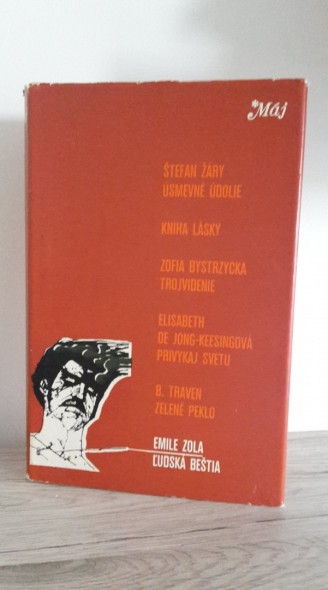 *Máj
ŠTEFAN ŽÁRY
ÚSMEVNÉ ÚDOLIE
KNIHA LÁSKY
ZOFIA BYSTRZYCKA
TROJVIDENIE
ELISABETH
DE JONG-KEESINGOVÁ
PRIVYKAJ SVETU
B. TRAVEN
ZELENÉ PEKLO
EMILE ZOLA
ĽUDSKÁ BEŠTIA